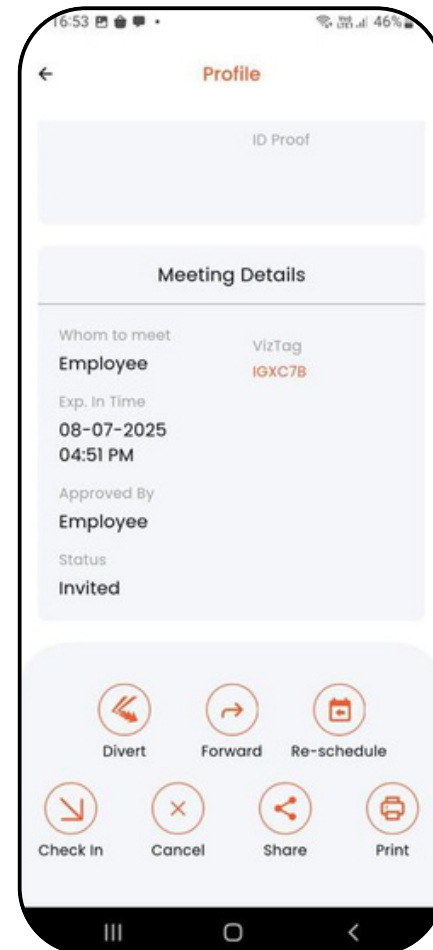 16:53
46%
Profile
ID Proof
Meeting Details
Whom to meet
Employee
VizTag
IGXC7B
Exp. In Time
08-07-2025
04:51 PM
Approved By
Employee
Status
Invited
Divert Forward Re-schedule
Check In Cancel Share Print